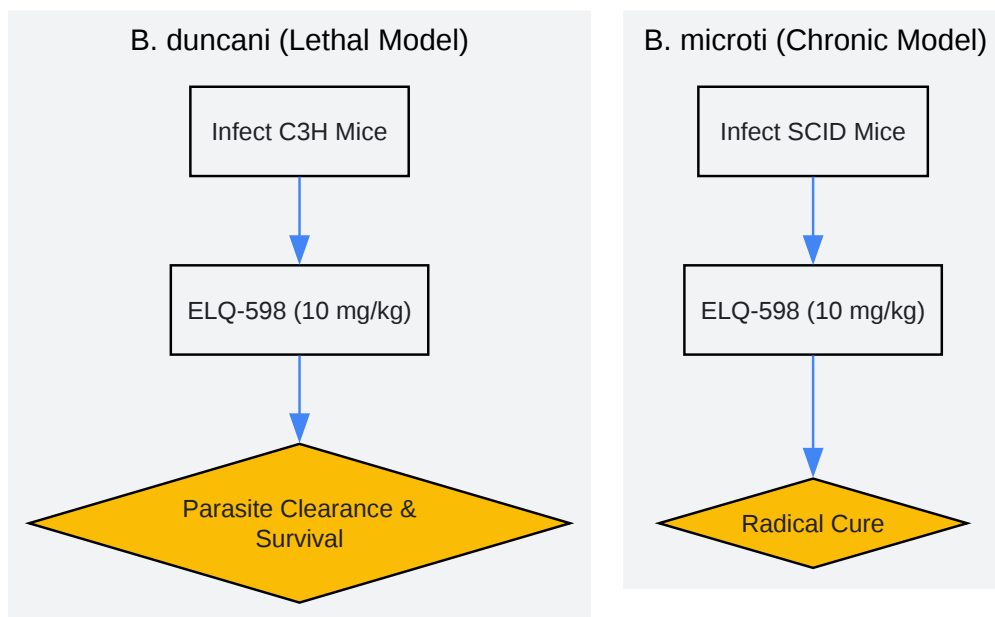 B. duncani (Lethal Model)
Infect C3H Mice
ELQ-598 (10 mg/kg)
Parasite Clearance &
Survival
B. microti (Chronic Model)
Infect SCID Mice
ELQ-598 (10 mg/kg)
Radical Cure